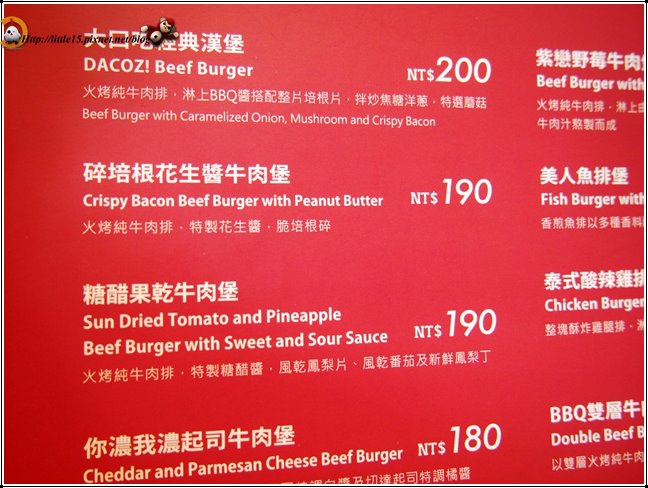 Http://little15.pixnet.net/blog
經典漢堡
DACOZ! Beef Burger NT$200
火烤純牛肉排，淋上BBQ醬搭配整片培根片，拌炒焦糖洋蔥，特選蘑菇
Beef Burger with Caramelized Onion, Mushroom and Crispy Bacon
碎培根花生醬牛肉堡
Crispy Bacon Beef Burger with Peanut Butter NT$190
火烤純牛肉排，特製花生醬，脆培根碎
糖醋果乾牛肉堡
Sun Dried Tomato and Pineapple
Beef Burger with Sweet and Sour Sauce NT$190
火烤純牛肉排，特製糖醋醬，風乾鳳梨片、風乾番茄及新鮮鳳梨丁
你濃我濃起司牛肉堡
Cheddar and Parmesan Cheese Beef Burger NT$180
醬及切達起司特調橘醬
紫戀野莓牛肉
Beef Burger with
火烤純牛肉排，淋上
牛肉汁熬製而成
美人魚排堡
Fish Burger with
香煎魚排以多種香料
泰式酸辣雞排
Chicken Burger
整塊酥炸雞腿排，
BBQ雙層牛
Double Beef B
以雙層火烤純牛肉